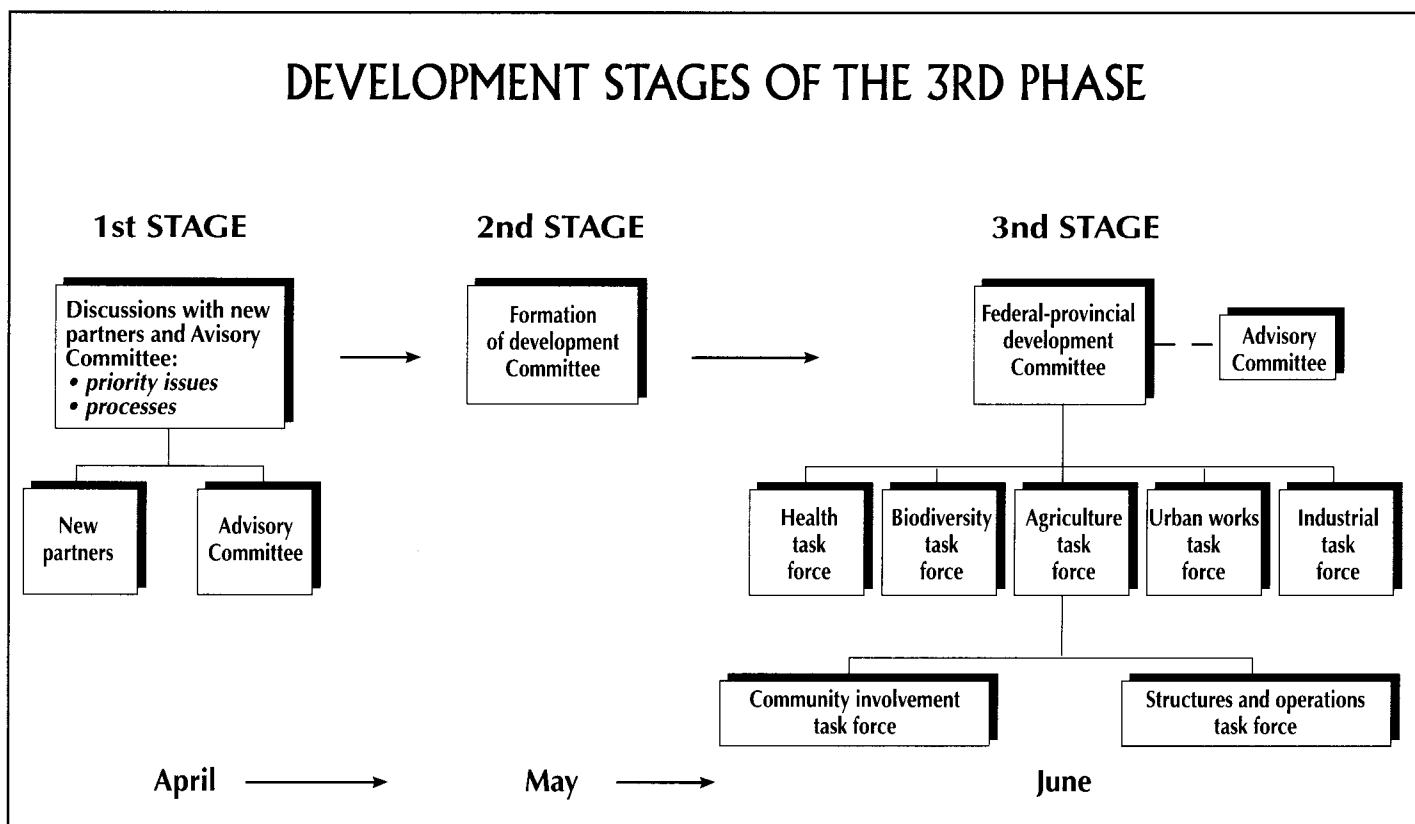 DEVELOPMENT STAGES OF THE 3RD PHASE
1st STAGE
Discussions with new
partners and Avisory
Committee:
• priority issues
• processes
New
partners
Advisory
Committee
2nd STAGE
Formation
of development
Committee
3nd STAGE
Federal-provincial
development
Committee
Advisory
Committee
Health
task
force
Biodiversity
task
force
Agriculture
task
force
Urban works
task
force
Industrial
task
force
Community involvement
task force
Structures and operations
task force
April
May
June